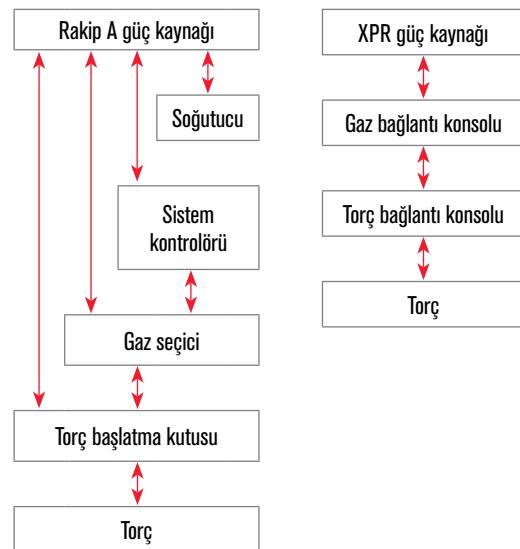 Rakip A güç kaynağı
Soğutucu
Sistem
kontrolörü
Gaz seçici
Torç başlatma kutusu
Torç
XPR güç kaynağı
Gaz bağlantı konsolu
Torç bağlantı konsolu
Torç